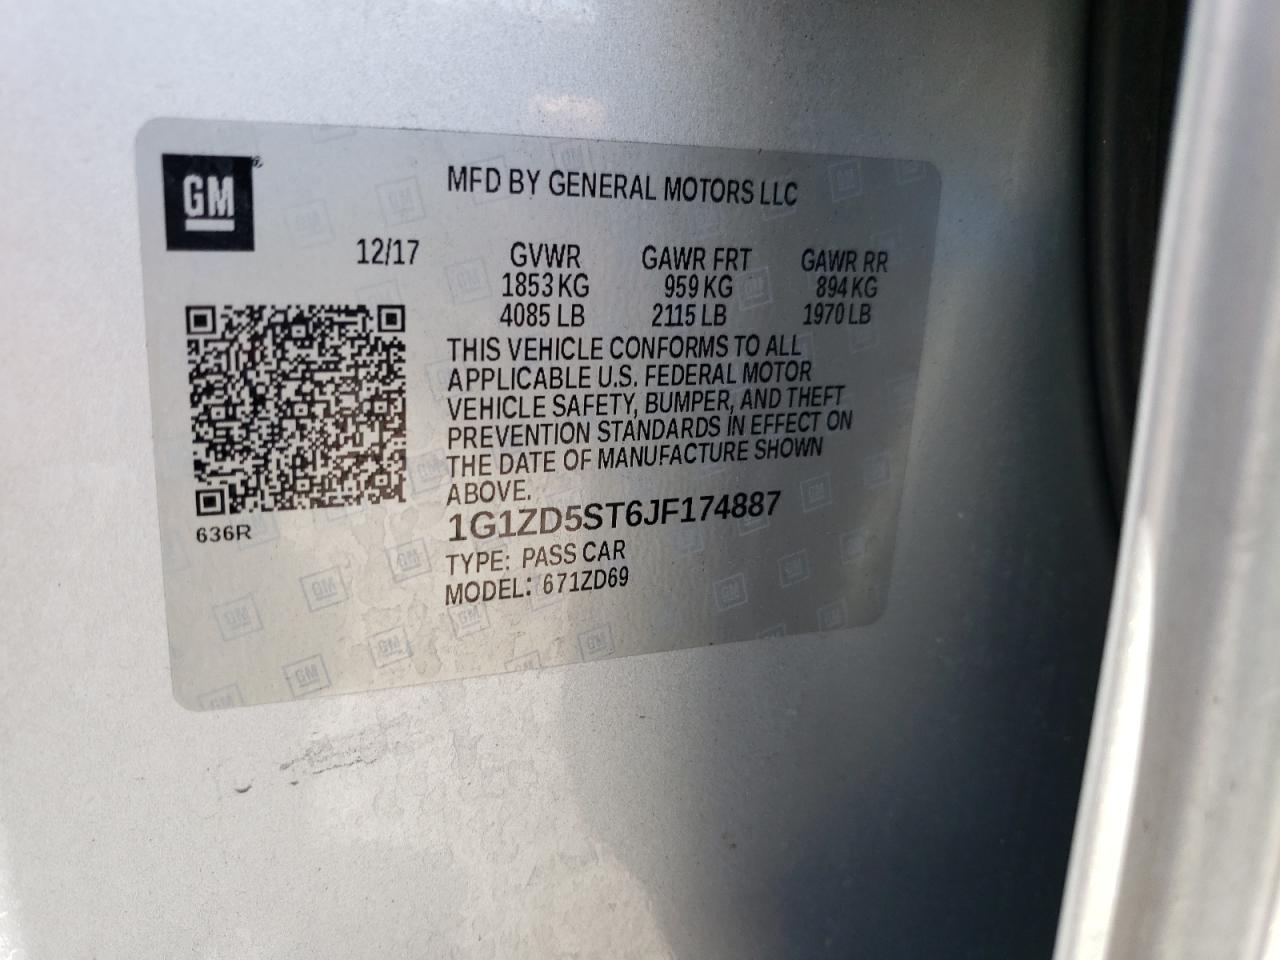 GM®
MFD BY GENERAL MOTORS LLC
12/17 GVWR GAWR FRT GAWR RR
1853 KG 959 KG 894 KG
4085 LB 2115 LB 1970 LB
THIS VEHICLE CONFORMS TO ALL
APPLICABLE U.S. FEDERAL MOTOR
VEHICLE SAFETY, BUMPER, AND THEFT
PREVENTION STANDARDS IN EFFECT ON
THE DATE OF MANUFACTURE SHOWN
ABOVE.
636R
1G1ZD5ST6JF174887
TYPE: PASS CAR
MODEL: 671ZD69